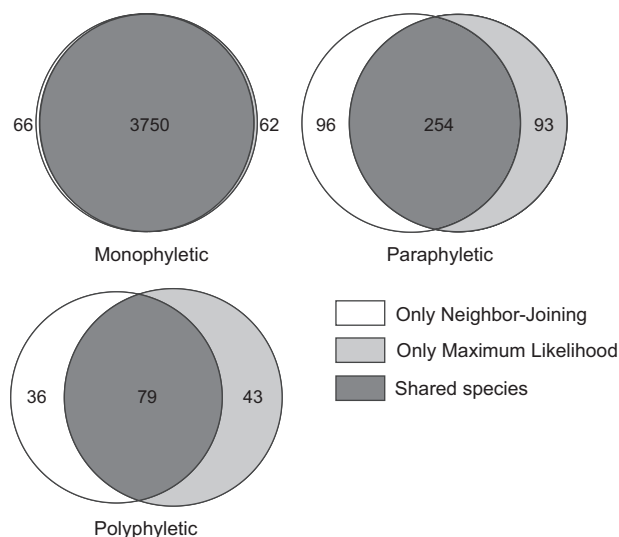 66 3750 62
96 254 93
Monophyletic
Paraphyletic
36 79 43
Polyphyletic
Only Neighbor-Joining
Only Maximum Likelihood
Shared species